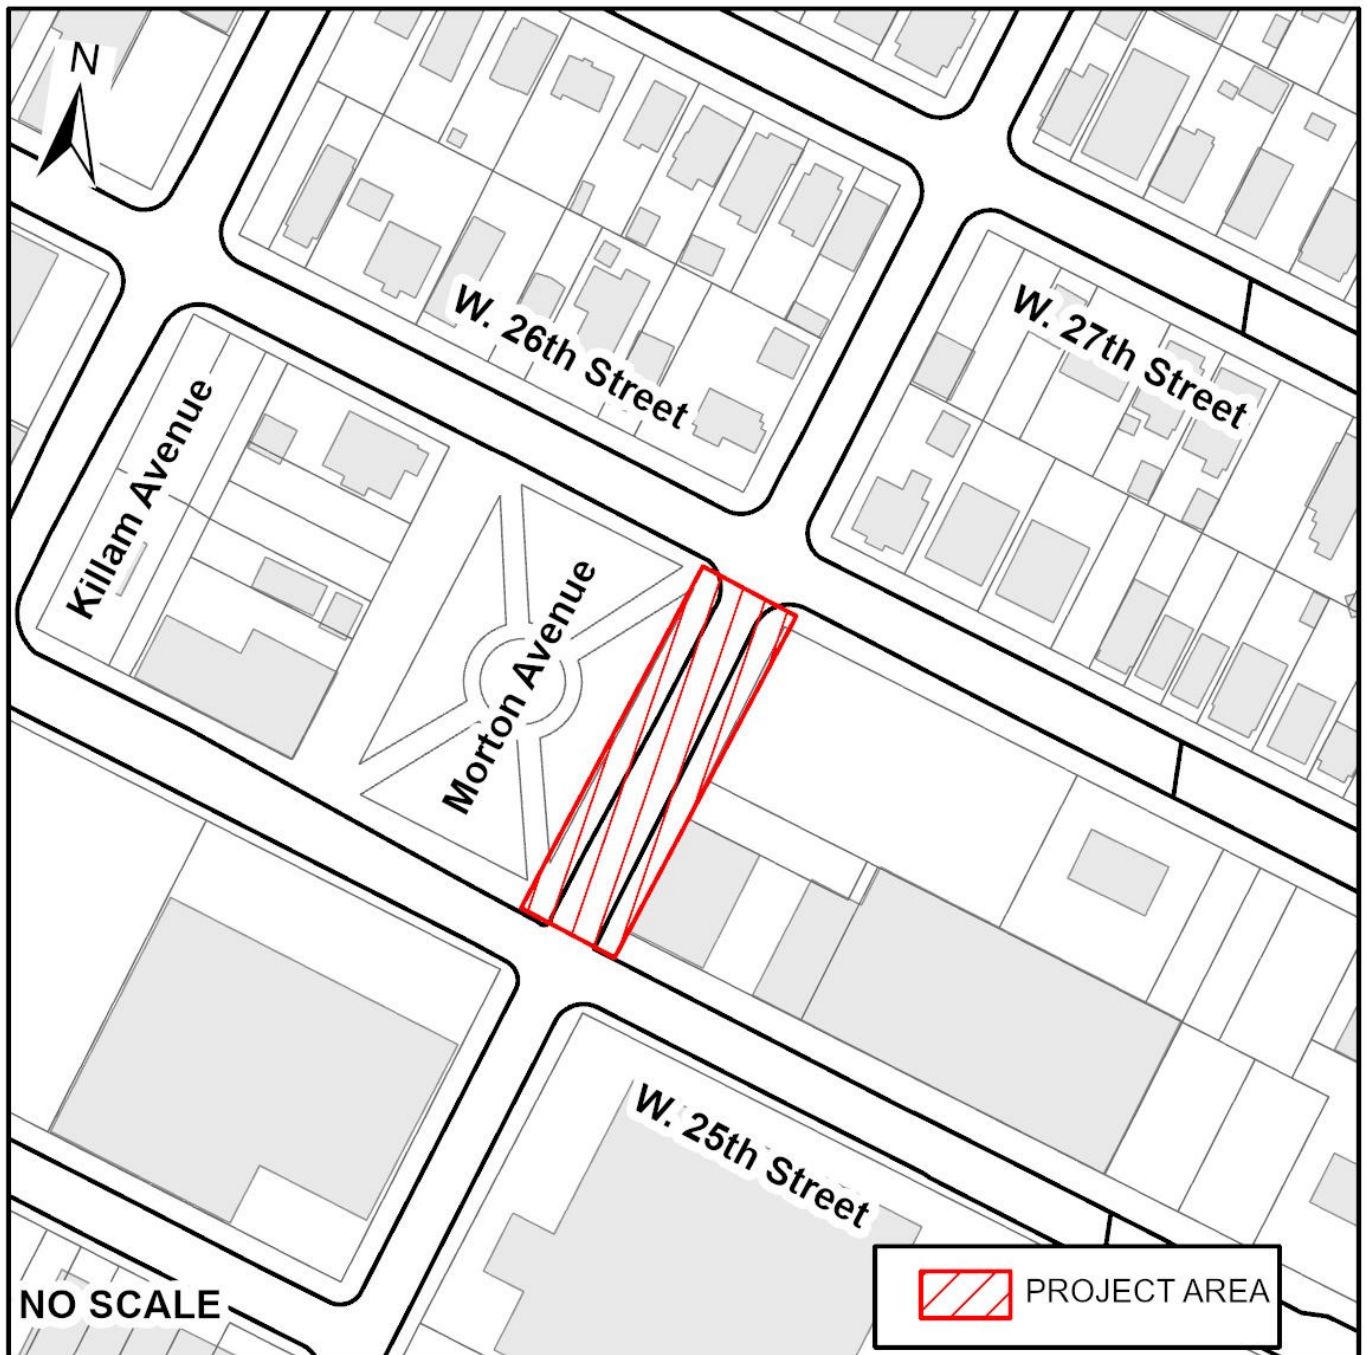 N
W. 26th Street
W. 27th Street
Killam Avenue
Morton Avenue
W. 25th Street
NO SCALE
PROJECT AREA